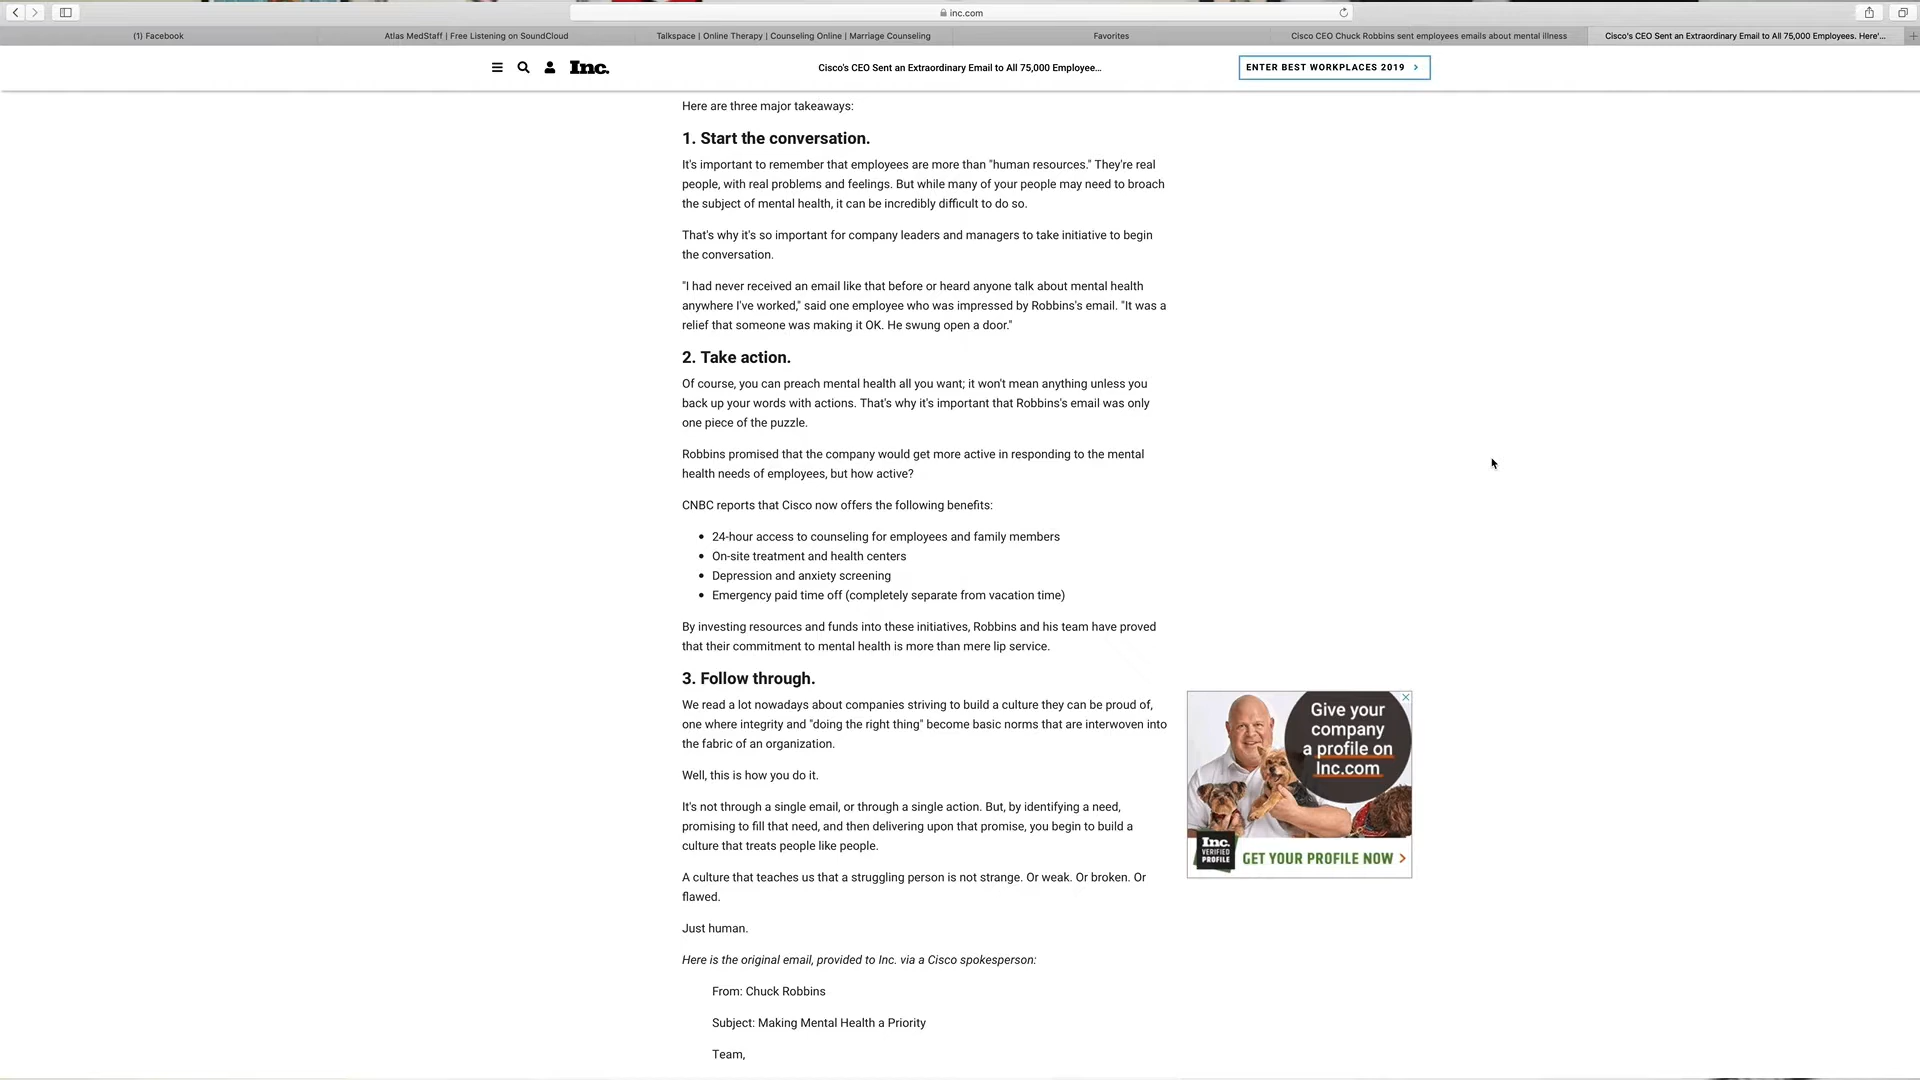 inc.com
(1) Facebook
Atlas MedStaff | Free Listening on SoundCloud
Talkspace | Online Therapy | Counseling Online | Marriage Counseling
Favorites
Cisco CEO Chuck Robbins sent employees emails about mental illness
Cisco's CEO Sent an Extraordinary Email to All 75,000 Employees. Here'...
Inc.
Cisco's CEO Sent an Extraordinary Email to All 75,000 Employee...
ENTER BEST WORKPLACES 2019
Here are three major takeaways:
1. Start the conversation.
It's important to remember that employees are more than "human resources." They're real
people, with real problems and feelings. But while many of your people may need to broach
the subject of mental health, it can be incredibly difficult to do so.
That's why it's so important for company leaders and managers to take initiative to begin
the conversation.
"I had never received an email like that before or heard anyone talk about mental health
anywhere I've worked," said one employee who was impressed by Robbins's email. "It was a
relief that someone was making it OK. He swung open a door."
2. Take action.
Of course, you can preach mental health all you want; it won't mean anything unless you
back up your words with actions. That's why it's important that Robbins's email was only
one piece of the puzzle.
Robbins promised that the company would get more active in responding to the mental
health needs of employees, but how active?
CNBC reports that Cisco now offers the following benefits:
• 24-hour access to counseling for employees and family members
• On-site treatment and health centers
• Depression and anxiety screening
• Emergency paid time off (completely separate from vacation time)
By investing resources and funds into these initiatives, Robbins and his team have proved
that their commitment to mental health is more than mere lip service.
3. Follow through.
We read a lot nowadays about companies striving to build a culture they can be proud of,
one where integrity and "doing the right thing" become basic norms that are interwoven into
the fabric of an organization.
Well, this is how you do it.
It's not through a single email, or through a single action. But, by identifying a need,
promising to fill that need, and then delivering upon that promise, you begin to build a
culture that treats people like people.
A culture that teaches us that a struggling person is not strange. Or weak. Or broken. Or
flawed.
Just human.
Here is the original email, provided to Inc. via a Cisco spokesperson:
From: Chuck Robbins
Subject: Making Mental Health a Priority
Team,
Give your
company
a profile on
Inc.com
Inc.
VERIFIED
PROFILE
GET YOUR PROFILE NOW